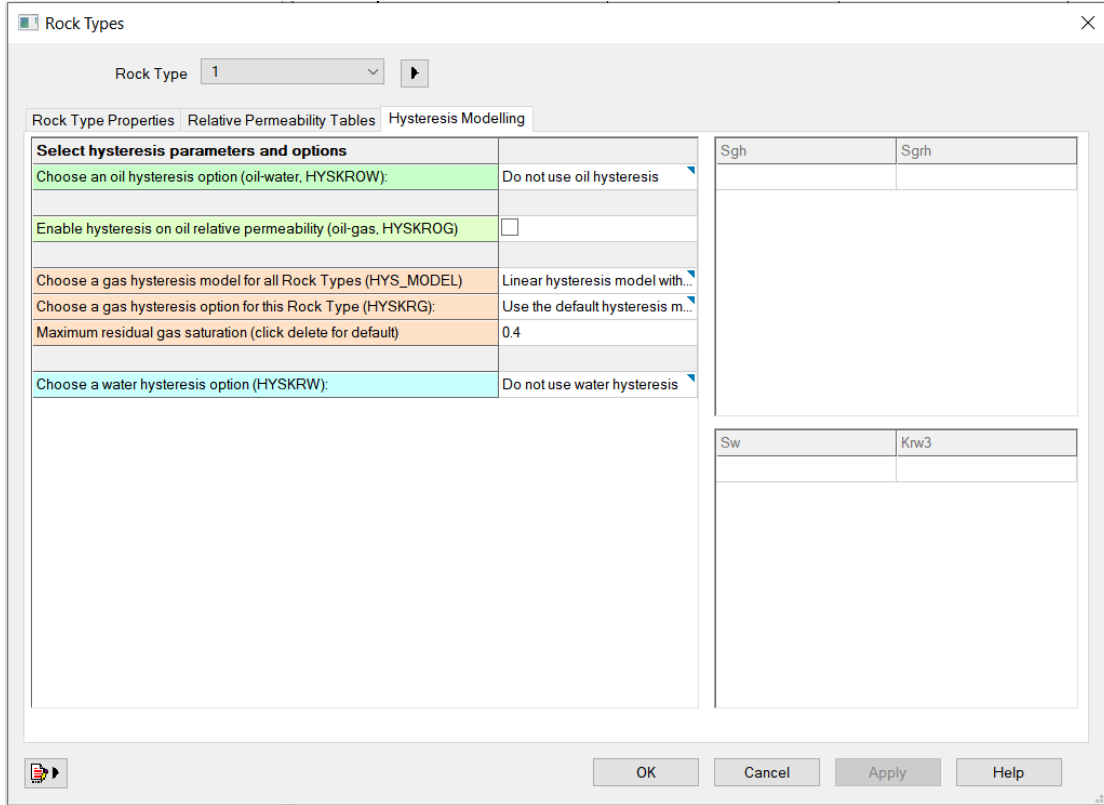 Rock Types
Rock Type 1
Rock Type Properties Relative Permeability Tables Hysteresis Modelling
Select hysteresis parameters and options
Choose an oil hysteresis option (oil-water, HYSKROW): Do not use oil hysteresis
Enable hysteresis on oil relative permeability (oil-gas, HYSKROG)
Choose a gas hysteresis model for all Rock Types (HYS_MODEL) Linear hysteresis model with...
Choose a gas hysteresis option for this Rock Type (HYSKRG): Use the default hysteresis m...
Maximum residual gas saturation (click delete for default) 0.4
Choose a water hysteresis option (HYSKRW): Do not use water hysteresis
Sgh Sgrh
Sw Krw3
OK Cancel Apply Help